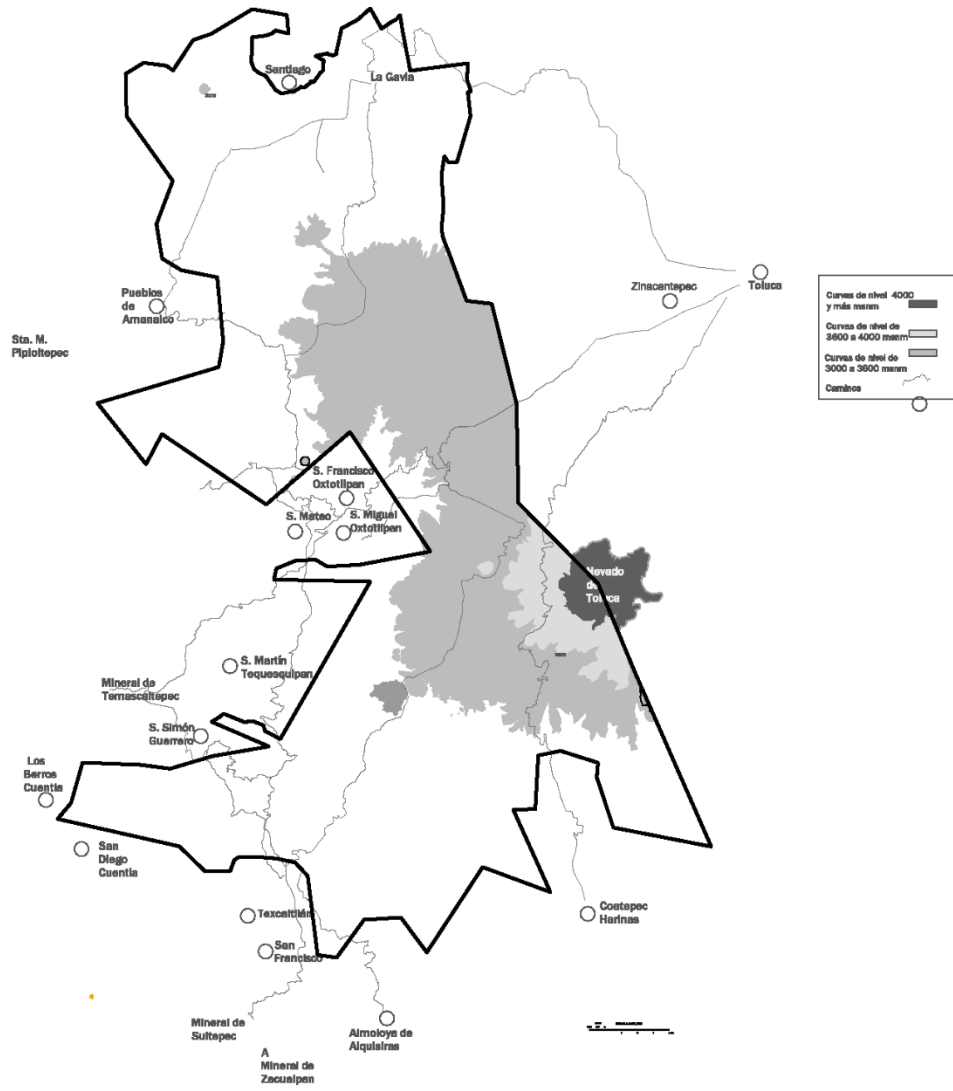 Santiago
La Gavia
Pueblos
de
Amanalco
Zinacantepec
Toluca
Sta. M.
Pipioltepec
Curvas de nivel 4000
y más msnm
Curvas de nivel de
3600 a 4000 msnm
Curvas de nivel de
3000 a 3600 msnm
Caminos
S. Francisco
Oxtotilpan
S. Mateo
S. Miguel
Oxtotilpan
Nevado
de
Toluca
S. Martín
Tequesquipan
Mineral de
Temascaltepec
S. Simón
Guerrero
Los
Berros
Cuentla
San
Diego
Cuentla
Texcaltitlán
San
Francisco
Coatepec
Harinas
Mineral de
Sultepec
Almoloya de
Alquisiras
A
Mineral de
Zacualpan